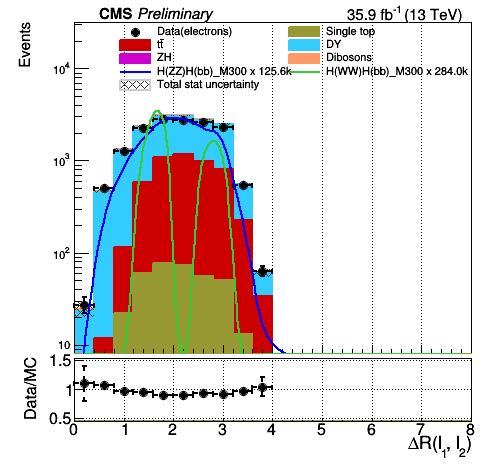 CMS Preliminary 35.9 fb⁻¹ (13 TeV)
Events
Data(electrons) Single top
tt̄ DY
ZH Dibosons
H(ZZ)H(bb)_M300 x 125.6k H(WW)H(bb)_M300 x 284.0k
Total stat uncertainty
10⁴
10³
10²
10
Data/MC
1.5
1
0.5
0 1 2 3 4 5 6 7 8
ΔR(l₁, l₂)